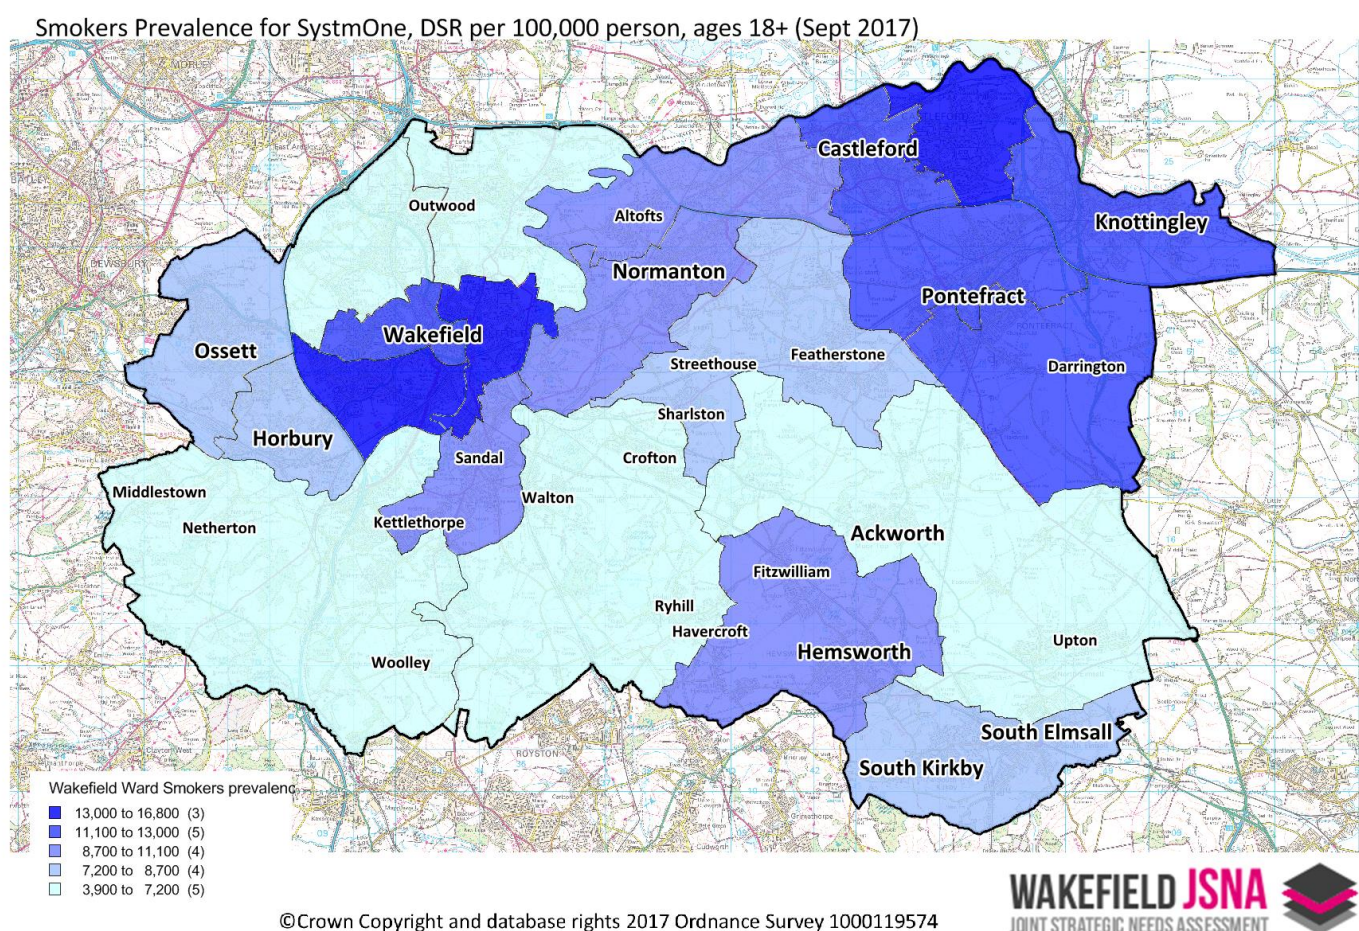 Smokers Prevalence for SystmOne, DSR per 100,000 person, ages 18+ (Sept 2017)
Castleford
Outwood
Altofts
Knottingley
Normanton
Pontefract
Wakefield
Ossett
Streethouse
Featherstone
Darrington
Sharlston
Horbury
Sandal
Crofton
Middlestown
Walton
Netherton
Kettlethorpe
Ackworth
Fitzwilliam
Ryhill
Havercroft
Upton
Hemsworth
Woolley
South Elmsall
ROYSTON
South Kirkby
Wakefield Ward Smokers prevalenc
13,000 to 16,800 (3)
11,100 to 13,000 (5)
8,700 to 11,100 (4)
7,200 to 8,700 (4)
3,900 to 7,200 (5)
WAKEFIELD JSNA
JOINT STRATEGIC NEEDS ASSESSMENT
©Crown Copyright and database rights 2017 Ordnance Survey 1000119574